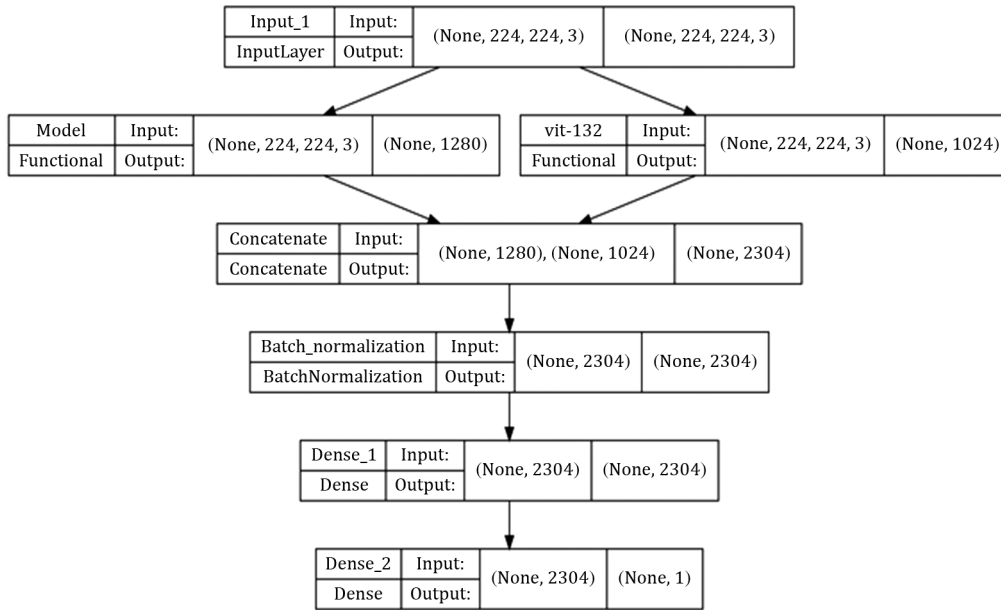 Input_1 Input: (None, 224, 224, 3) (None, 224, 224, 3)
InputLayer Output:
Model Input: (None, 224, 224, 3) (None, 1280)
Functional Output:
vit-132 Input: (None, 224, 224, 3) (None, 1024)
Functional Output:
Concatenate Input: (None, 1280), (None, 1024) (None, 2304)
Concatenate Output:
Batch_normalization Input: (None, 2304) (None, 2304)
BatchNormalization Output:
Dense_1 Input: (None, 2304) (None, 2304)
Dense Output:
Dense_2 Input: (None, 2304) (None, 1)
Dense Output: